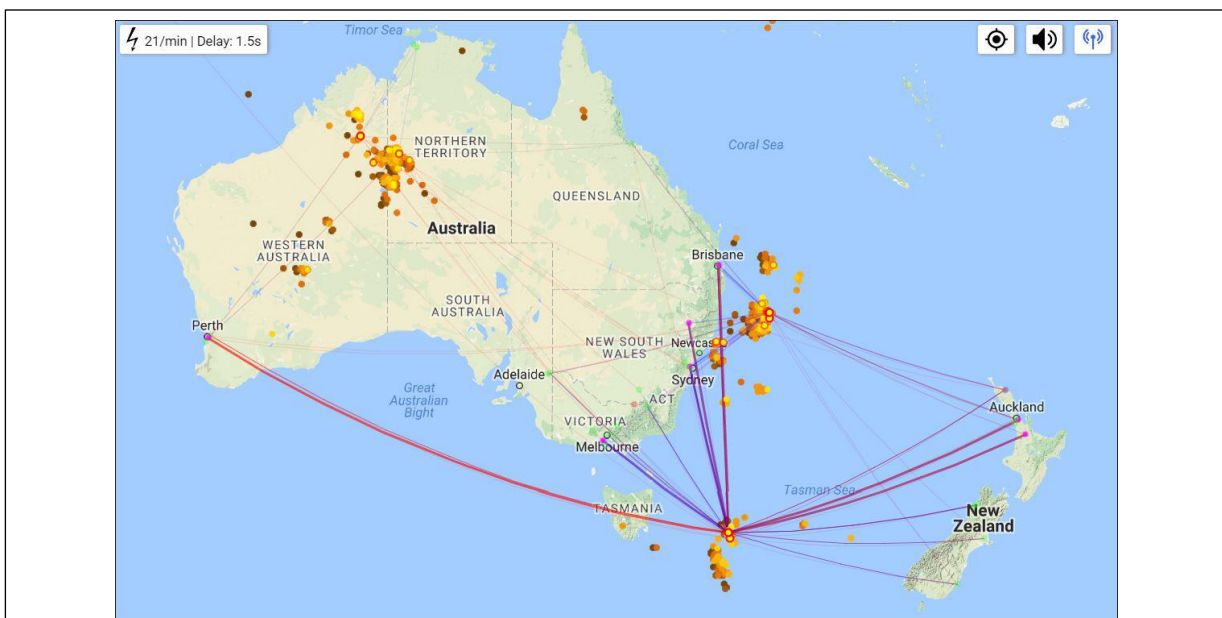 Timor Sea
21/min | Delay: 1.5s
NORTHERN
TERRITORY
Coral Sea
QUEENSLAND
Australia
WESTERN
AUSTRALIA
Brisbane
SOUTH
AUSTRALIA
Perth
NEW SOUTH
WALES
Newcas
Adelaide
Sydney
Great
Australian
Bight
ACT
Auckland
VICTORIA
Melbourne
Tasman Sea
TASMANIA
New
Zealand